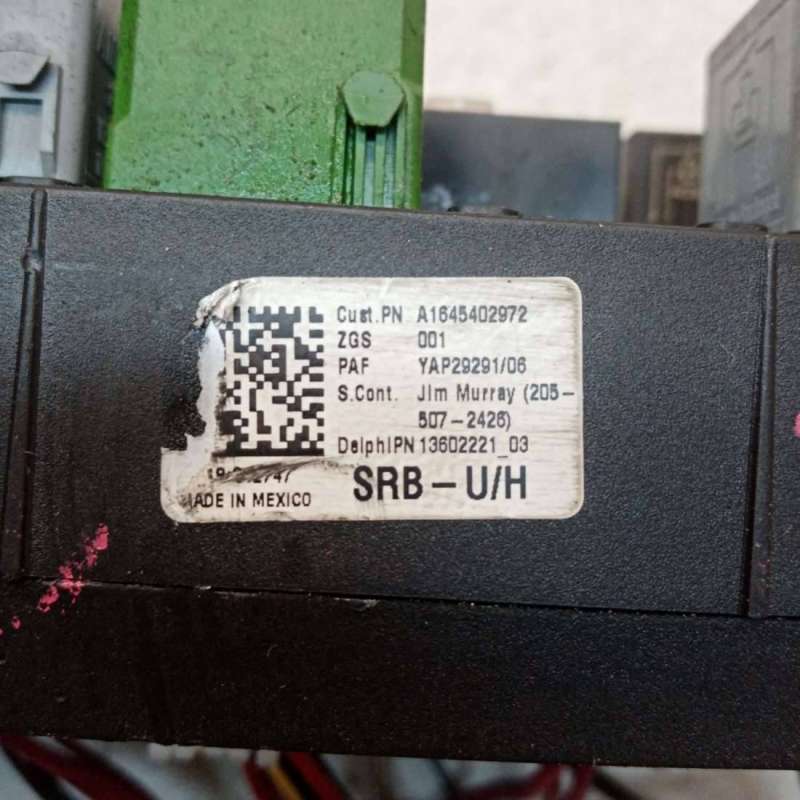 Cust.PN A1645402972
ZGS 001
PAF YAP29291/06
S.Cont. Jim Murray (205-
507-2426)
DelphiPN 13602221_03
SRB-U/H
MADE IN MEXICO